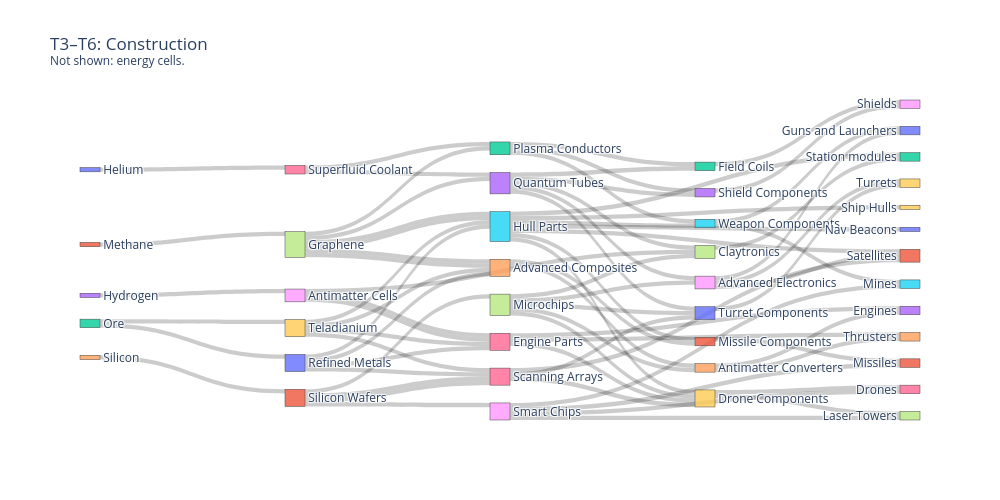 T3–T6: Construction
Not shown: energy cells.
Helium
Methane
Hydrogen
Ore
Silicon
Superfluid Coolant
Graphene
Antimatter Cells
Teladianium
Refined Metals
Silicon Wafers
Plasma Conductors
Quantum Tubes
Hull Parts
Advanced Composites
Microchips
Engine Parts
Scanning Arrays
Smart Chips
Field Coils
Shield Components
Weapon Components
Claytronics
Advanced Electronics
Turret Components
Missile Components
Antimatter Converters
Drone Components
Shields
Guns and Launchers
Station modules
Turrets
Ship Hulls
Nav Beacons
Satellites
Mines
Engines
Thrusters
Missiles
Drones
Laser Towers